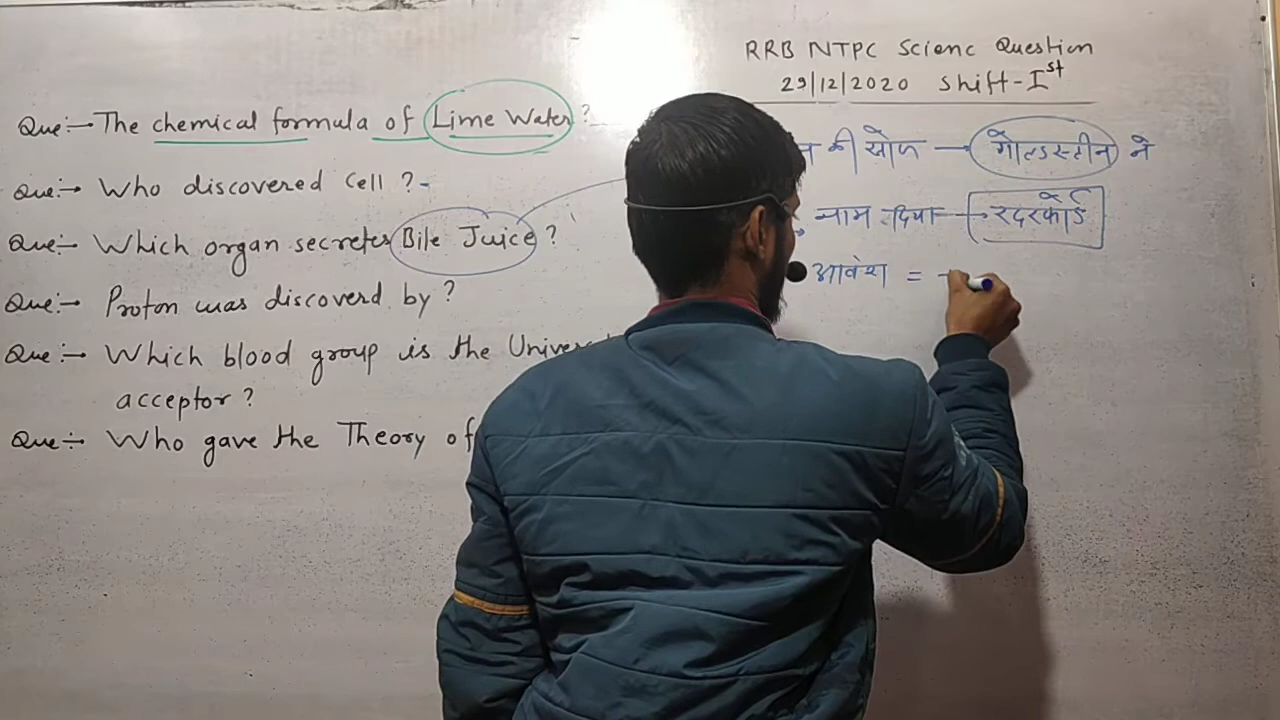 RRB NTPC Scienc Question
29/12/2020 Shift-Ist
Que:→ The chemical formula of Lime Water ?
Que:→ Who discovered Cell ?-
Que:- Which organ secretes Bile Juice ?
Que:- Proton was discoverd by ?
Que:→ Which blood group is the
acceptor ?
Que:- Who gave the Theory of
की खोज → गोल्डस्टीन ने
नाम दिया → रदरफोर्ड
आवेश =